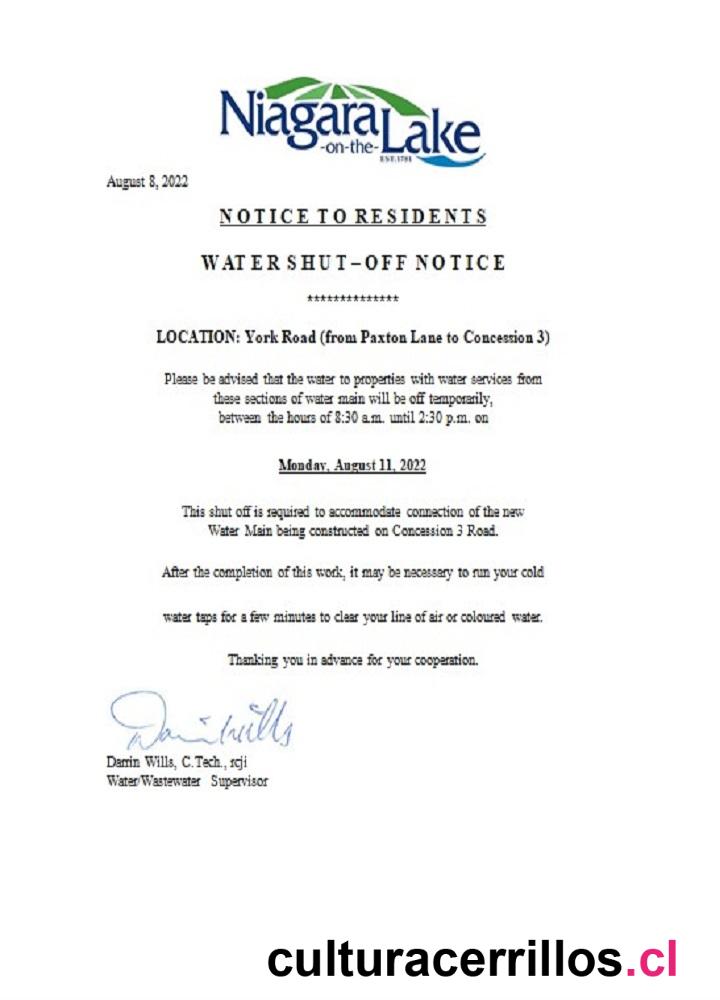 Niagara
-on-the-
Lake
EST. 1781
August 8, 2022
NOTICE TO RESIDENTS
WATER SHUT-OFF NOTICE
**************
LOCATION: York Road (from Paxton Lane to Concession 3)
Please be advised that the water to properties with water services from
these sections of water main will be off temporarily,
between the hours of 8:30 a.m. until 2:30 p.m. on
Monday, August 11, 2022
This shut off is required to accommodate connection of the new
Water Main being constructed on Concession 3 Road.
After the completion of this work, it may be necessary to run your cold
water taps for a few minutes to clear your line of air or coloured water.
Thanking you in advance for your cooperation.
Darrin Wills
Darrin Wills, C.Tech., scji
Water/Wastewater Supervisor
culturacerrillos.cl